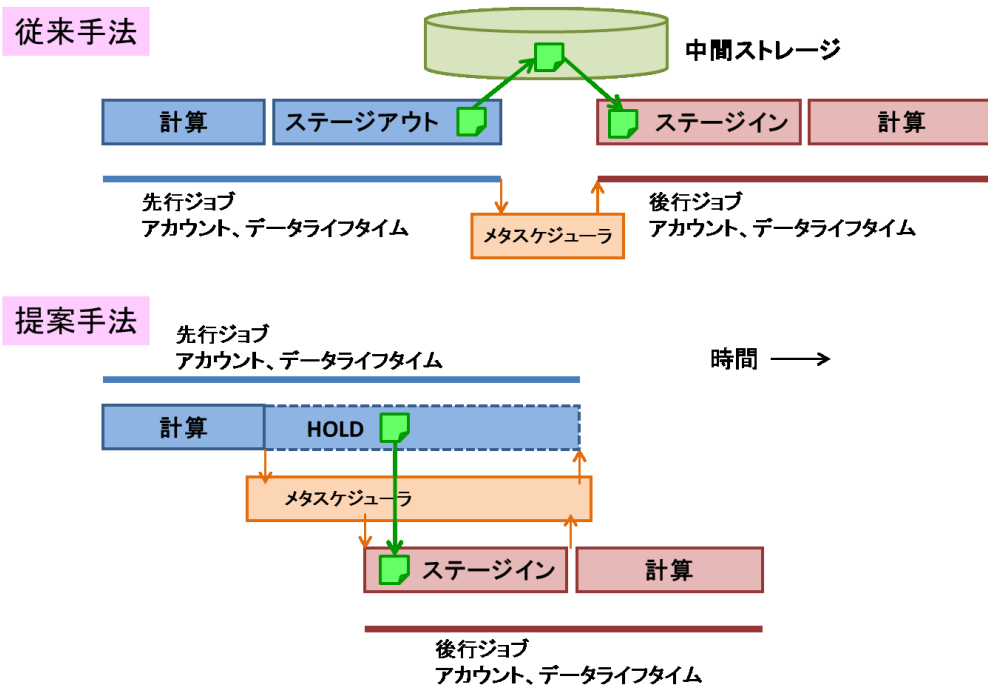 従来手法
中間ストレージ
計算
ステージアウト
ステージイン
計算
先行ジョブ
アカウント、データライフタイム
メタスケジューラ
後行ジョブ
アカウント、データライフタイム
提案手法
先行ジョブ
アカウント、データライフタイム
時間
計算
HOLD
メタスケジューラ
ステージイン
計算
後行ジョブ
アカウント、データライフタイム